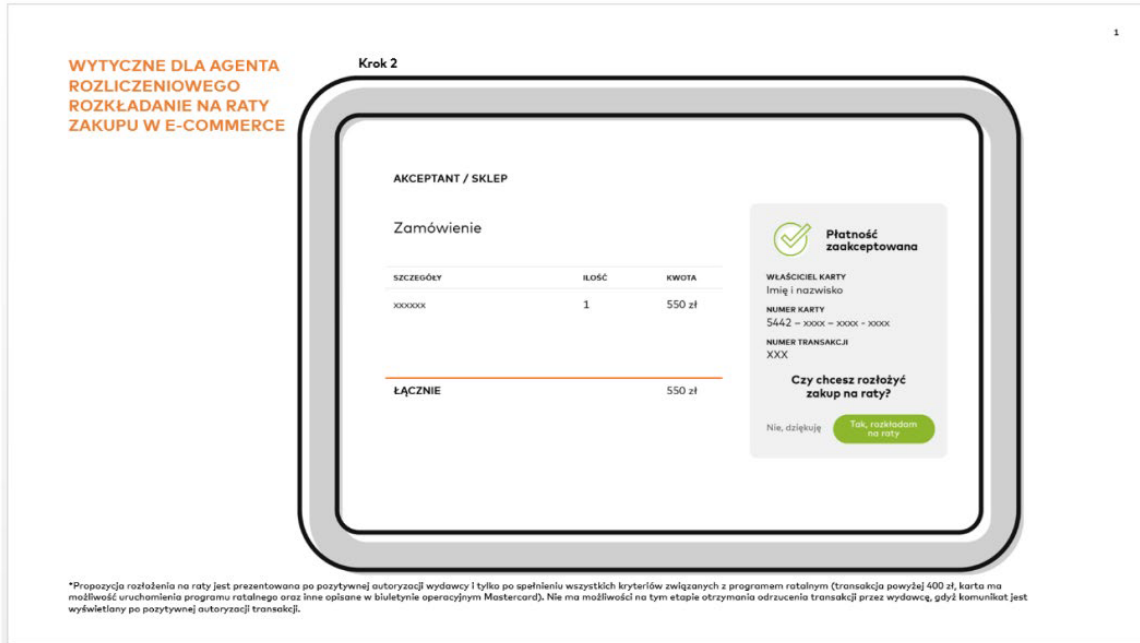 1
WYTYCZNE DLA AGENTA
ROZLICZENIOWEGO
ROZKŁADANIE NA RATY
ZAKUPU W E-COMMERCE
Krok 2
AKCEPTANT / SKLEP
Zamówienie
SZCZEGÓŁY ILOŚĆ KWOTA
xxxxxx 1 550 zł
ŁĄCZNIE 550 zł
Płatność
zaakceptowana
WŁAŚCICIEL KARTY
Imię i nazwisko
NUMER KARTY
5442 – xxxx – xxxx - xxxx
NUMER TRANSAKCJI
XXX
Czy chcesz rozłożyć
zakup na raty?
Nie, dziękuję
Tak, rozkładam
na raty
*Propozycja rozłożenia na raty jest prezentowana po pozytywnej autoryzacji wydawcy i tylko po spełnieniu wszystkich kryteriów związanych z programem ratalnym (transakcja powyżej 400 zł, karta ma
możliwość uruchomienia programu ratalnego oraz inne opisane w biuletynie operacyjnym Mastercard). Nie ma możliwości na tym etapie otrzymania odrzucenia transakcji przez wydawcę, gdyż komunikat jest
wyświetlany po pozytywnej autoryzacji transakcji.